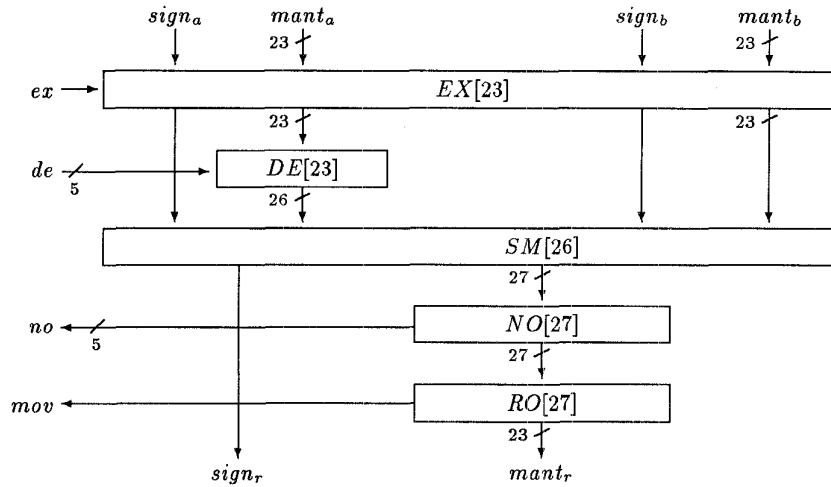 sign_a mant_a sign_b mant_b
23 23
ex EX[23]
23 23
de 5 DE[23]
26
SM[26]
27
no 5 NO[27]
27
mov RO[27]
23
sign_r mant_r